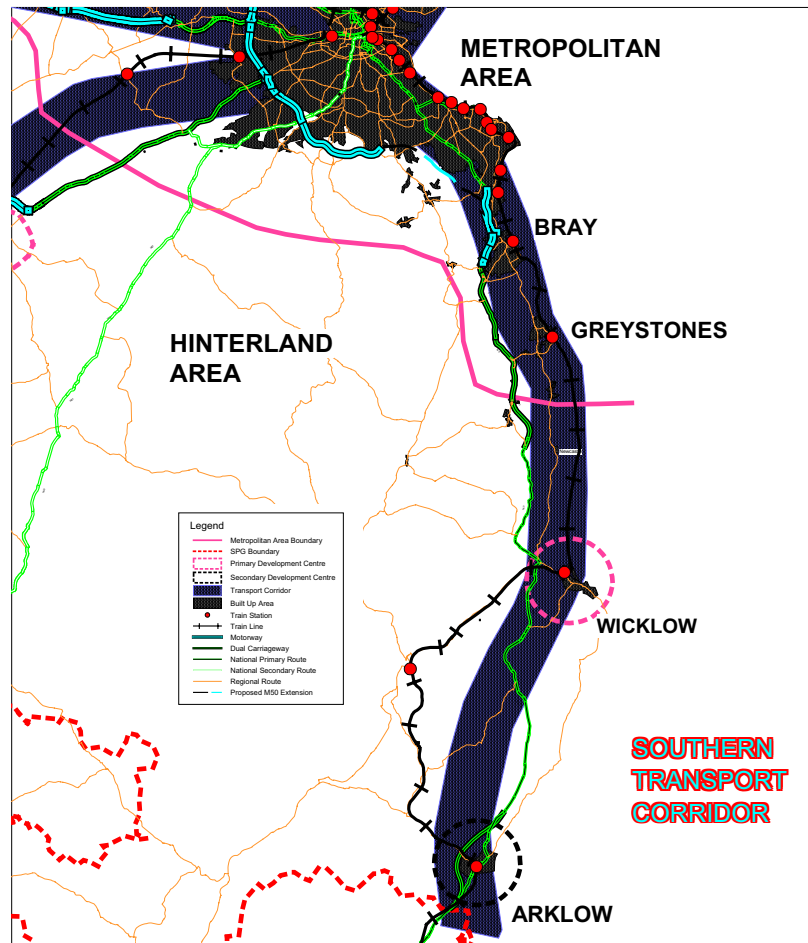 METROPOLITAN
AREA
BRAY
GREYSTONES
HINTERLAND
AREA
Legend
Metropolitan Area Boundary
SPG Boundary
Primary Development Centre
Secondary Development Centre
Transport Corridor
Built Up Area
Train Station
Train Line
Motorway
Dual Carriageway
National Primary Route
National Secondary Route
Regional Route
Proposed M50 Extension
WICKLOW
SOUTHERN
TRANSPORT
CORRIDOR
ARKLOW